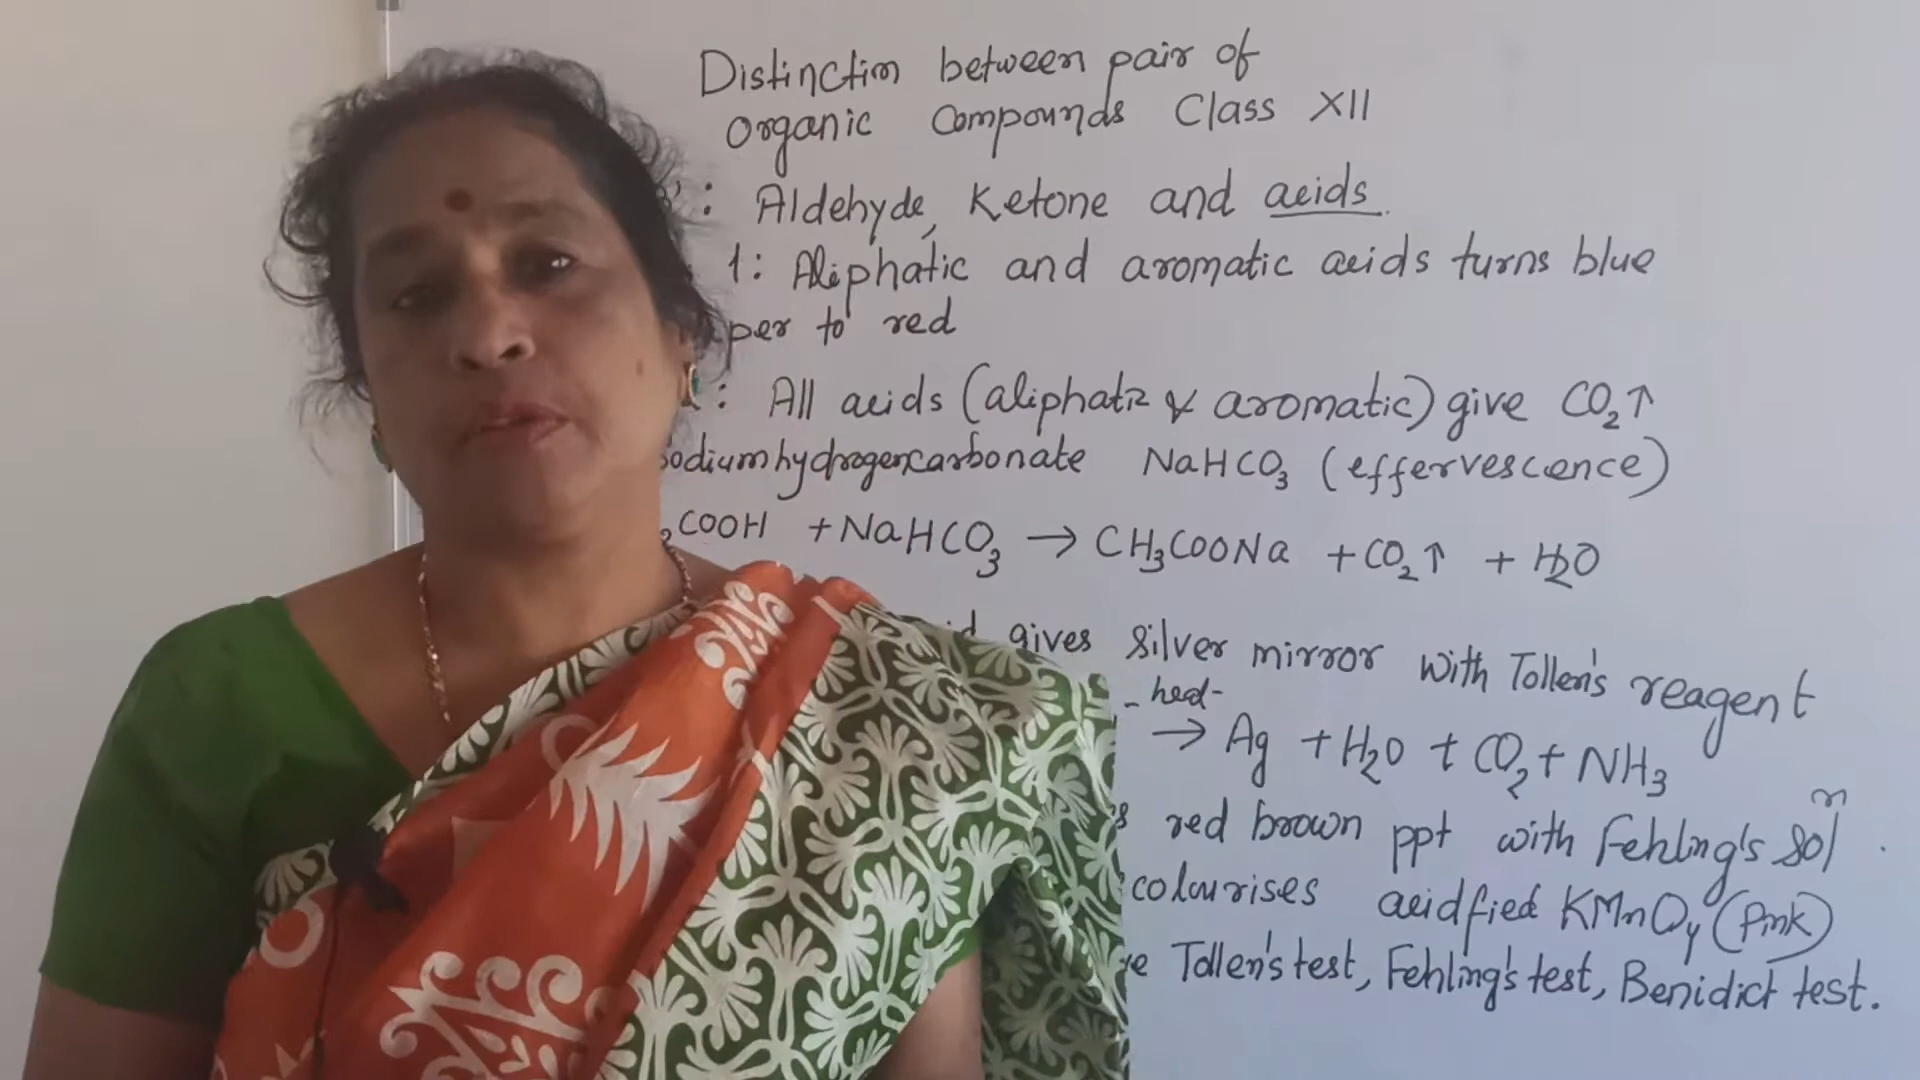 Distinction between pair of
Organic Compounds Class XII
: Aldehyde, Ketone and acids.
1: Aliphatic and aromatic acids turns blue
per to red
: All acids (aliphatic & aromatic) give CO₂↑
sodiumhydrogencarbonate NaHCO₃ (effervescence)
COOH + NaHCO₃ → CH₃COONa + CO₂↑ + H₂O
gives silver mirror with Tollen's reagent
heat
→ Ag + H₂O + CO₂ + NH₃
red brown ppt with Fehling's solⁿ.
colourises acidfied KMnO₄ (Pink)
Tollen's test, Fehling's test, Benidict test.